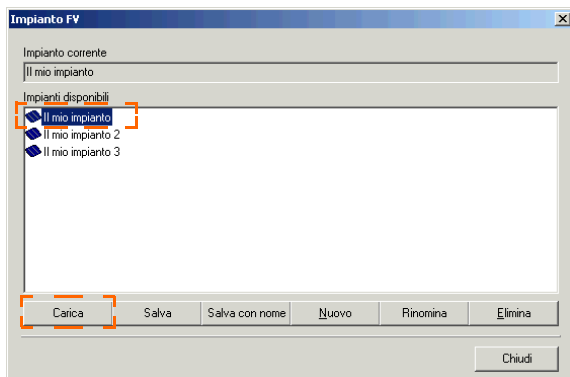 Impianto FV
Impianto corrente
Il mio impianto
Impianti disponibili
Il mio impianto
Il mio impianto 2
Il mio impianto 3
Carica Salva Salva con nome Nuovo Rinomina Elimina
Chiudi